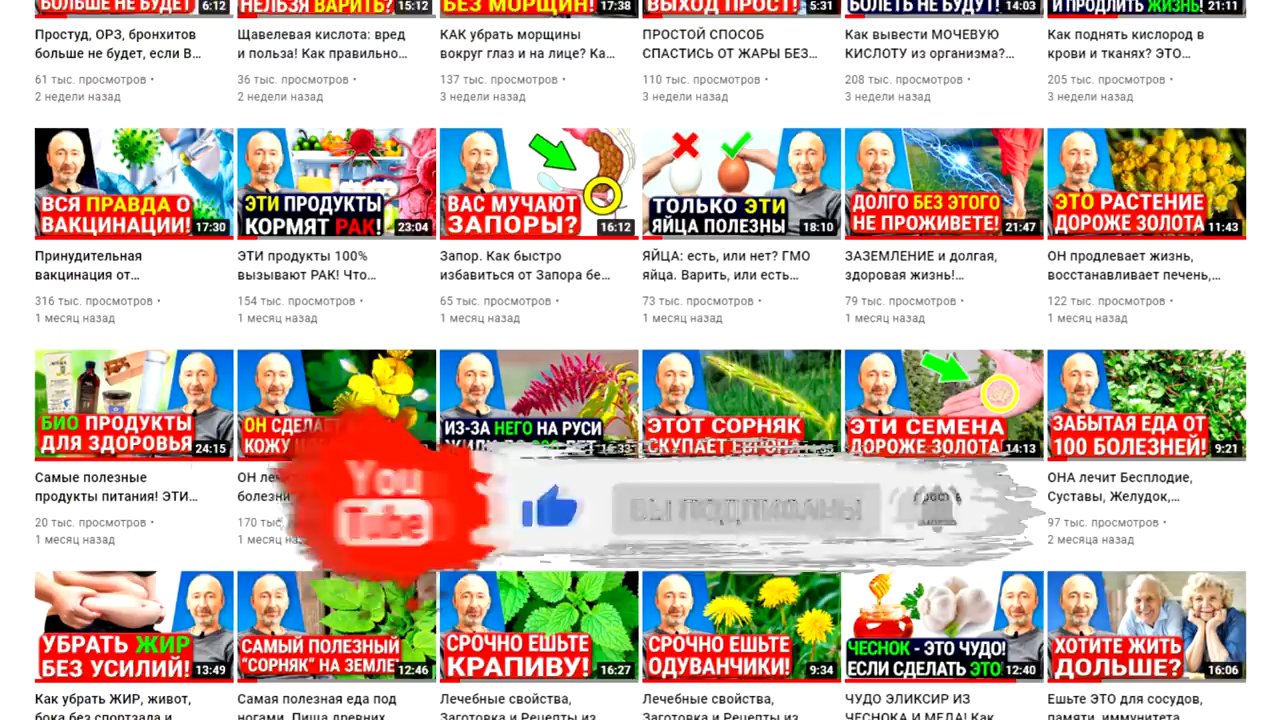 БОЛЬШЕ НЕ БУДЕТ 6:12
НЕЛЬЗЯ ВАРИТЬ? 15:12
БЕЗ МОРЩИН! 17:38
ВЫХОД ПРОСТ! 5:31
БОЛЕТЬ НЕ БУДУТ! 14:03
И ПРОДЛИТЬ ЖИЗНЬ! 21:11
Простуд, ОРЗ, бронхитов
больше не будет, если В...
61 тыс. просмотров •
2 недели назад
Щавелевая кислота: вред
и польза! Как правильно...
36 тыс. просмотров •
2 недели назад
КАК убрать морщины
вокруг глаз и на лице? Ка...
137 тыс. просмотров •
3 недели назад
ПРОСТОЙ СПОСОБ
СПАСТИСЬ ОТ ЖАРЫ БЕЗ...
110 тыс. просмотров •
3 недели назад
Как вывести МОЧЕВУЮ
КИСЛОТУ из организма?...
208 тыс. просмотров •
3 недели назад
Как поднять кислород в
крови и тканях? ЭТО...
205 тыс. просмотров •
3 недели назад
ВСЯ ПРАВДА О
ВАКЦИНАЦИИ! 17:30
ЭТИ ПРОДУКТЫ
КОРМЯТ РАК! 23:04
ВАС МУЧАЮТ
ЗАПОРЫ? 16:12
ТОЛЬКО ЭТИ
ЯЙЦА ПОЛЕЗНЫ 18:10
ДОЛГО БЕЗ ЭТОГО
НЕ ПРОЖИВЕТЕ! 21:47
ЭТО РАСТЕНИЕ
ДОРОЖЕ ЗОЛОТА 11:43
Принудительная
вакцинация от...
316 тыс. просмотров •
1 месяц назад
ЭТИ продукты 100%
вызывают РАК! Что...
154 тыс. просмотров •
1 месяц назад
Запор. Как быстро
избавиться от Запора бе...
65 тыс. просмотров •
1 месяц назад
ЯЙЦА: есть, или нет? ГМО
яйца. Варить, или есть...
73 тыс. просмотров •
1 месяц назад
ЗАЗЕМЛЕНИЕ и долгая,
здоровая жизнь!...
79 тыс. просмотров •
1 месяц назад
ОН продлевает жизнь,
восстанавливает печень,...
122 тыс. просмотров •
1 месяц назад
БИО ПРОДУКТЫ
ДЛЯ ЗДОРОВЬЯ 24:15
ОН СДЕЛАЕТ
КОЖУ
ИЗ-ЗА НЕГО НА РУСИ
16:33
ЭТОТ СОРНЯК
СКУПАЕТ ЕВРОПА
ЭТИ СЕМЕНА
ДОРОЖЕ ЗОЛОТА 14:13
ЗАБЫТАЯ ЕДА ОТ
100 БОЛЕЗНЕЙ! 9:21
Самые полезные
продукты питания! ЭТИ...
20 тыс. просмотров •
1 месяц назад
ОН
болезни
170 тыс.
1 месяц
You
Tube
ВЫ ПОДПИСАНЫ
ОНА лечит Бесплодие,
Суставы, Желудок,...
97 тыс. просмотров •
2 месяца назад
УБРАТЬ ЖИР
БЕЗ УСИЛИЙ! 13:49
САМЫЙ ПОЛЕЗНЫЙ
"СОРНЯК" НА ЗЕМЛЕ 12:46
СРОЧНО ЕШЬТЕ
КРАПИВУ! 16:27
СРОЧНО ЕШЬТЕ
ОДУВАНЧИКИ! 9:34
ЧЕСНОК - ЭТО ЧУДО!
ЕСЛИ СДЕЛАТЬ ЭТО 12:40
ХОТИТЕ ЖИТЬ
ДОЛЬШЕ? 16:06
Как убрать ЖИР, живот,
бока без спортзала и
Самая полезная еда под
ногами. Пища древних
Лечебные свойства,
Заготовка и Рецепты из
Лечебные свойства,
Заготовка и Рецепты из
ЧУДО ЭЛИКСИР ИЗ
ЧЕСНОКА И МЕДА! Как
Ешьте ЭТО для сосудов,
памяти, иммунитета